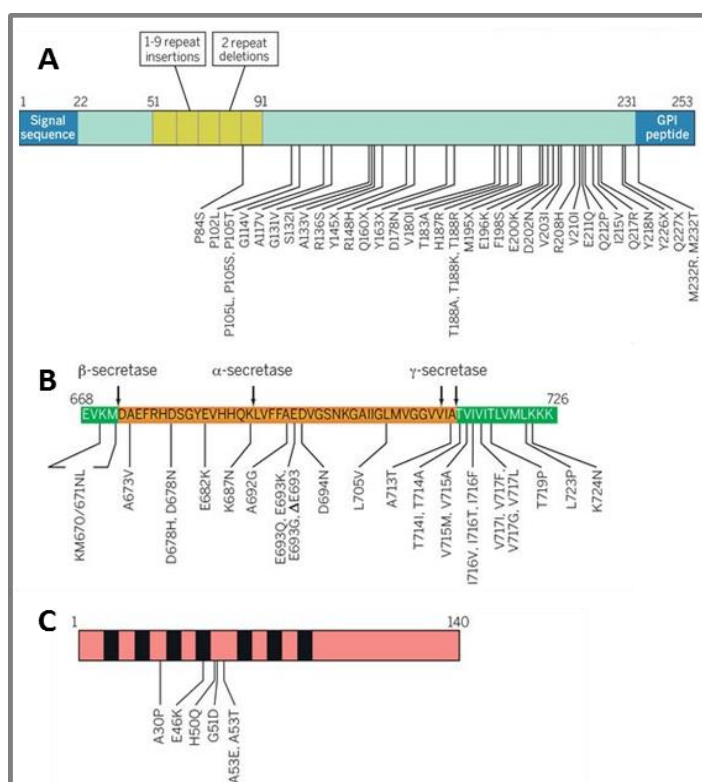 A
1-9 repeat
insertions
2 repeat
deletions
1 22 51 91 231 253
Signal
sequence
GPI
peptide
P84S
P102L
P105L, P105S, P105T
G114V
A117V
G131V
S132I
A133V
R136S
Y145X
R148H
Q160X
Y163X
D178N
V180I
T183A
H187R
T188A, T188K, T188R
M195X
E196K
F198S
E200K
D202N
V203I
R208H
V210I
E211Q
Q212P
I215V
Q217R
Y218N
Y226X
Q227X
M232R, M232T
B
β-secretase α-secretase γ-secretase
668 726
EVKMDAEFRHDSGYEVHHQKLVFFAEDVGSNKGAIIGLMVGGVVIATVIVITLVMLKKK
KM670/671NL
A673V
D678H, D678N
E682K
K687N
A692G
E693Q, E693K,
E693G, ΔE693
D694N
L705V
A713T
T714I, T714A
V715M, V715A
I716V, I716T, I716F
V717I, V717F,
V717G, V717L
T719P
L723P
K724N
C
1 140
A30P
E46K
H50Q
G51D
A53E, A53T